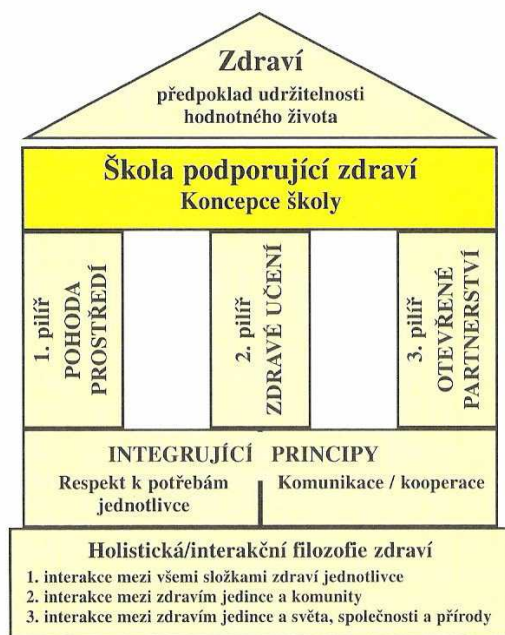 Zdraví
předpoklad udržitelnosti
hodnotného života
Škola podporující zdraví
Koncepce školy
1. pilíř
POHODA
PROSTŘEDÍ
2. pilíř
ZDRAVÉ UČENÍ
3. pilíř
OTEVŘENÉ
PARTNERSTVÍ
INTEGRUJÍCÍ PRINCIPY
Respekt k potřebám
jednotlivce
Komunikace / kooperace
Holistická/interakční filozofie zdraví
1. interakce mezi všemi složkami zdraví jednotlivce
2. interakce mezi zdravím jedince a komunity
3. interakce mezi zdravím jedince a světa, společnosti a přírody